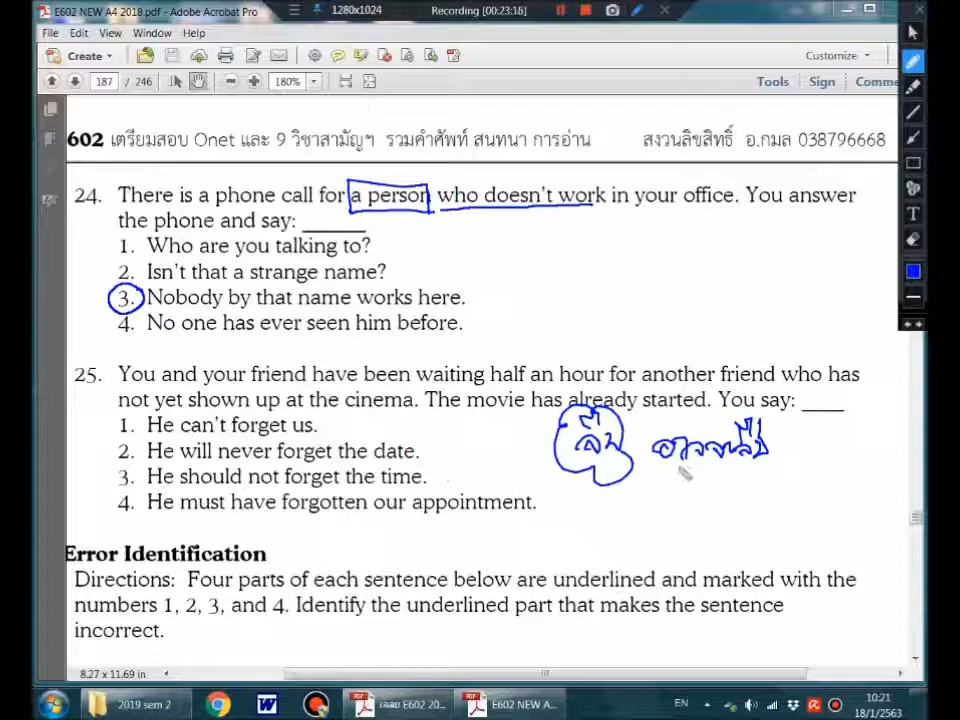 E602 NEW A4 2018.pdf - Adobe Acrobat Pro
1280x1024
Recording [00:23:15]
File Edit View Window Help
Create
Customize
187 / 246
180%
Tools Sign Comme
602 เตรียมสอบ Onet และ 9 วิชาสามัญฯ รวมคำศัพท์ สนทนา การอ่าน สงวนลิขสิทธิ์ อ.กมล 038796668
24. There is a phone call for a person who doesn't work in your office. You answer
the phone and say: ______
1. Who are you talking to?
2. Isn't that a strange name?
3. Nobody by that name works here.
4. No one has ever seen him before.
25. You and your friend have been waiting half an hour for another friend who has
not yet shown up at the cinema. The movie has already started. You say: ____
1. He can't forget us.
2. He will never forget the date.
3. He should not forget the time.
4. He must have forgotten our appointment.
ลืม
Error Identification
Directions: Four parts of each sentence below are underlined and marked with the
numbers 1, 2, 3, and 4. Identify the underlined part that makes the sentence
incorrect.
8.27 x 11.69 in
2019 sem 2
เฉลย E602 20...
E602 NEW A...
EN
10:21
18/1/2563